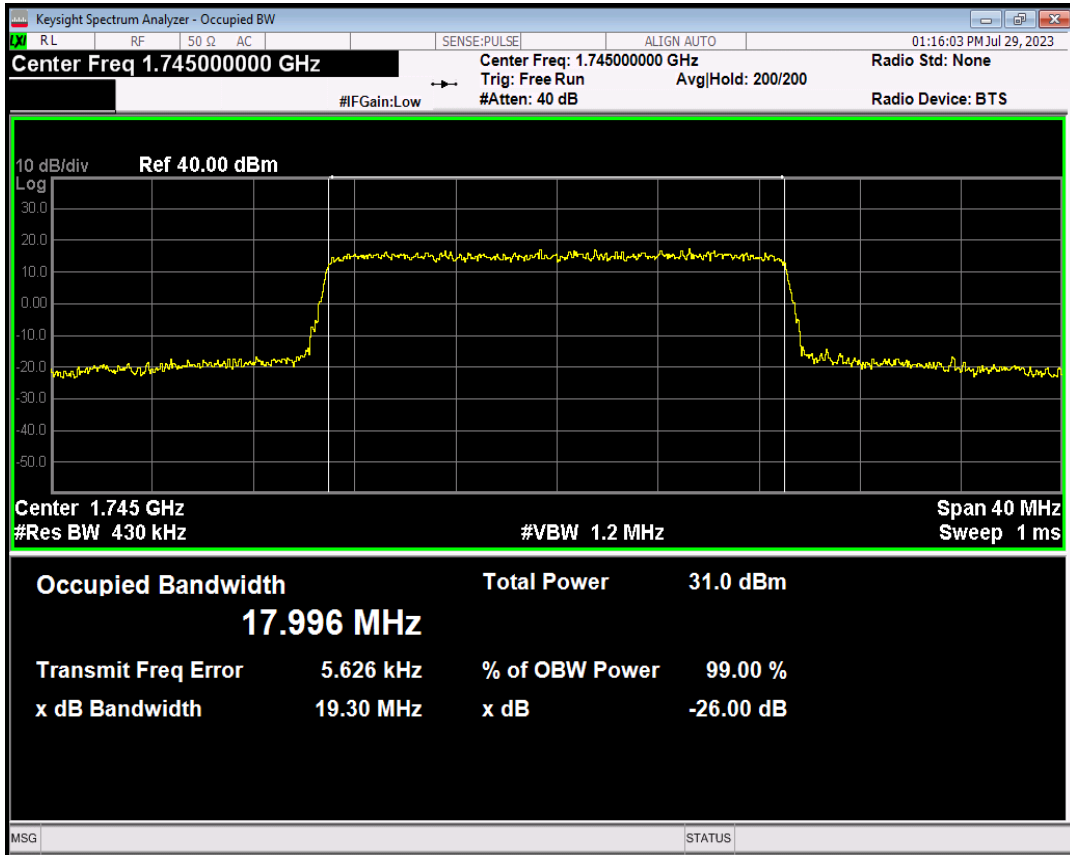 Keysight Spectrum Analyzer - Occupied BW
LXI RL RF 50 Ω AC SENSE:PULSE ALIGN AUTO 01:16:03 PM Jul 29, 2023
Center Freq 1.745000000 GHz Center Freq: 1.745000000 GHz Radio Std: None
Trig: Free Run Avg|Hold: 200/200
#IFGain:Low #Atten: 40 dB Radio Device: BTS
10 dB/div Ref 40.00 dBm
Log
30.0
20.0
10.0
0.00
-10.0
-20.0
-30.0
-40.0
-50.0
Center 1.745 GHz Span 40 MHz
#Res BW 430 kHz #VBW 1.2 MHz Sweep 1 ms
Occupied Bandwidth Total Power 31.0 dBm
17.996 MHz
Transmit Freq Error 5.626 kHz % of OBW Power 99.00 %
x dB Bandwidth 19.30 MHz x dB -26.00 dB
MSG STATUS